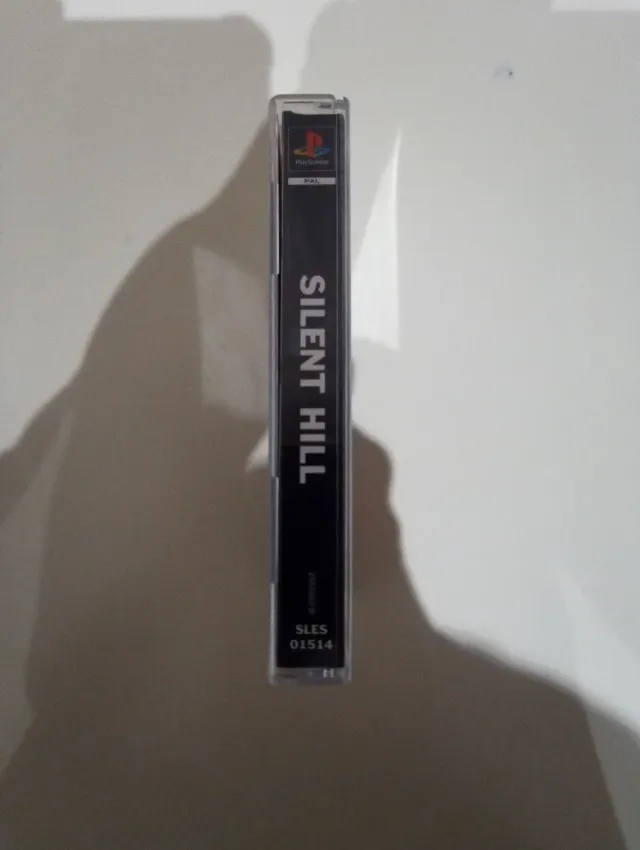 PlayStation
PAL
SILENT HILL
SLES
01514